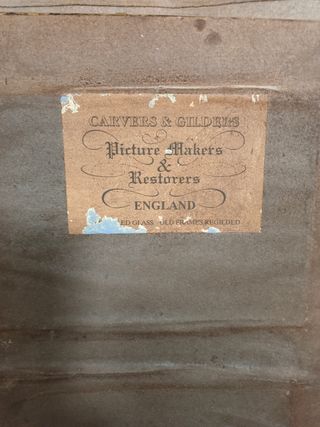 CARVERS & GILDERS
Picture Makers
&
Restorers
ENGLAND
ED GLASS OLD FRAMES REGILDED